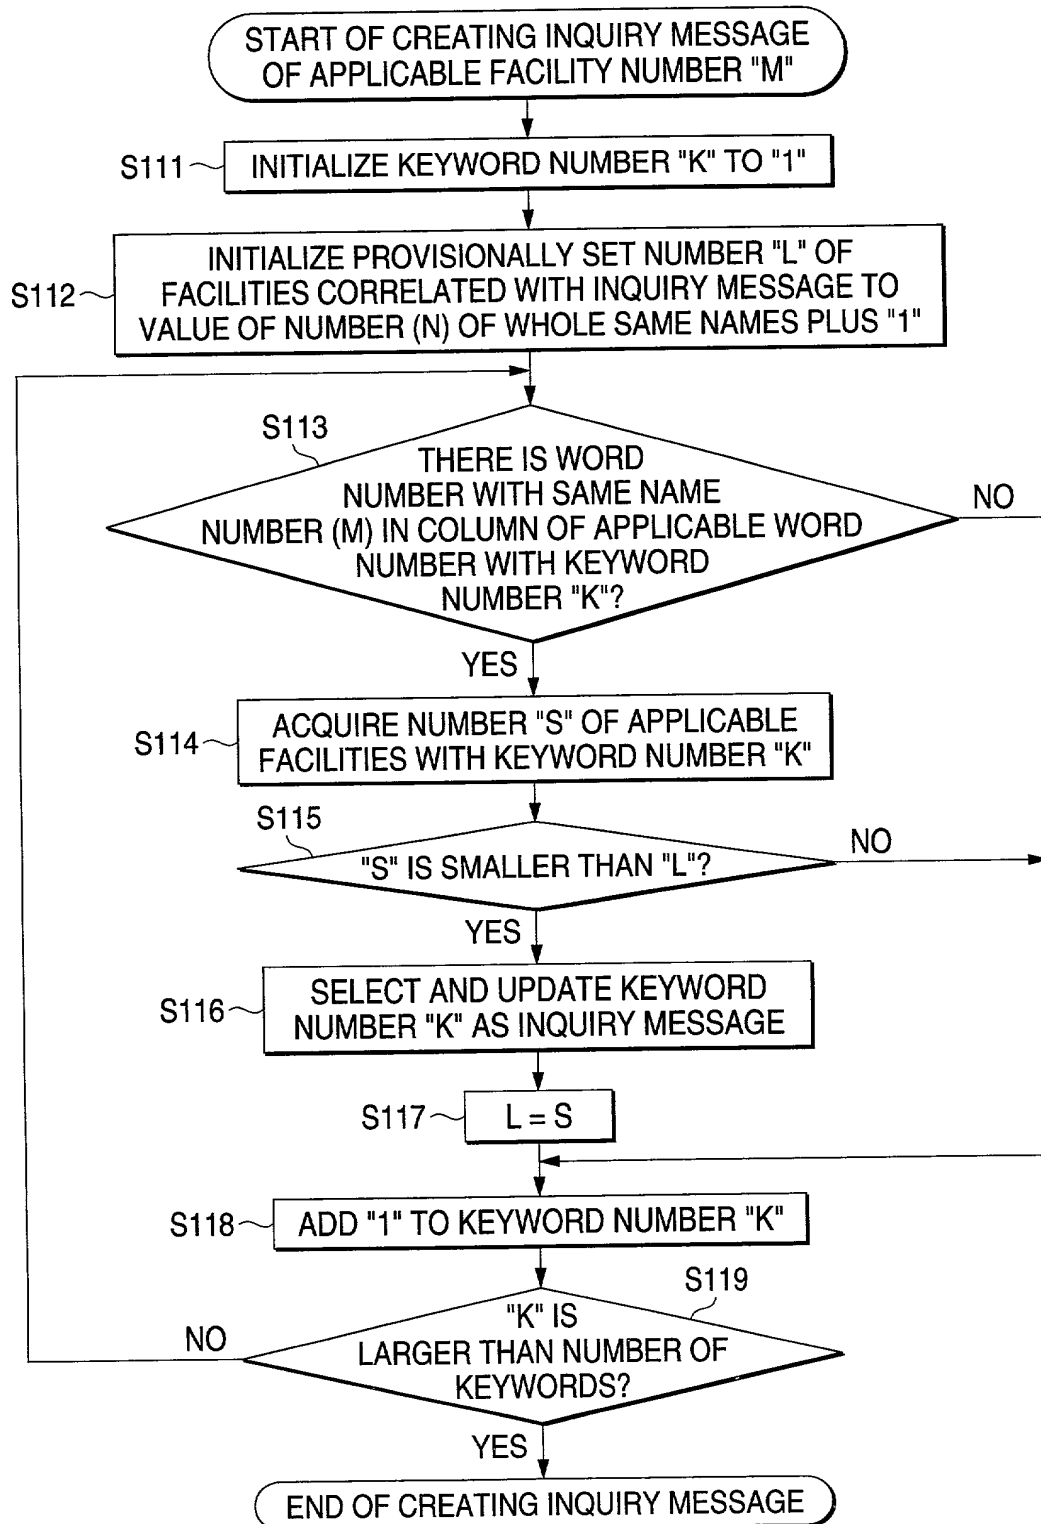 START OF CREATING INQUIRY MESSAGE
OF APPLICABLE FACILITY NUMBER "M"
S111
INITIALIZE KEYWORD NUMBER "K" TO "1"
S112
INITIALIZE PROVISIONALLY SET NUMBER "L" OF
FACILITIES CORRELATED WITH INQUIRY MESSAGE TO
VALUE OF NUMBER (N) OF WHOLE SAME NAMES PLUS "1"
S113
THERE IS WORD
NUMBER WITH SAME NAME
NUMBER (M) IN COLUMN OF APPLICABLE WORD
NUMBER WITH KEYWORD
NUMBER "K"?
NO
YES
S114
ACQUIRE NUMBER "S" OF APPLICABLE
FACILITIES WITH KEYWORD NUMBER "K"
S115
"S" IS SMALLER THAN "L"?
NO
YES
S116
SELECT AND UPDATE KEYWORD
NUMBER "K" AS INQUIRY MESSAGE
S117
L = S
S118
ADD "1" TO KEYWORD NUMBER "K"
S119
"K" IS
LARGER THAN NUMBER OF
KEYWORDS?
NO
YES
END OF CREATING INQUIRY MESSAGE